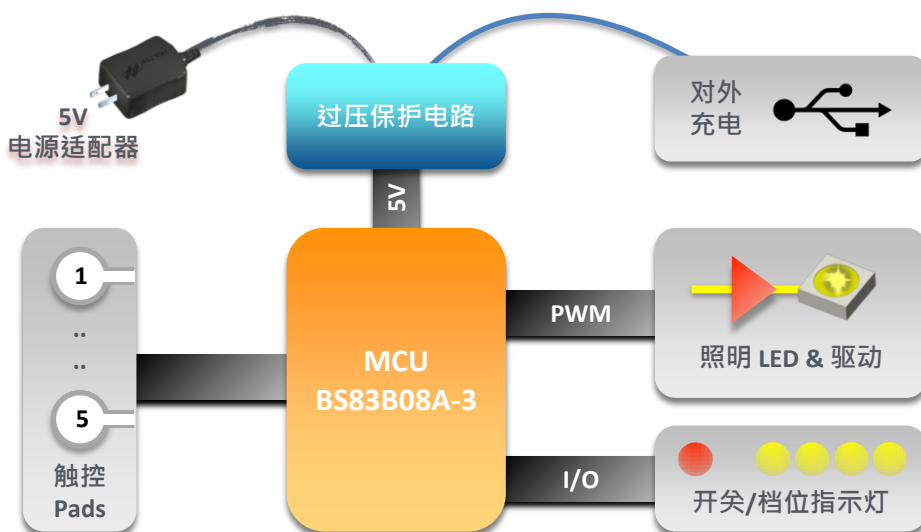 5V
电源适配器
过压保护电路
对外
充电
5V
1
..
..
5
触控
Pads
MCU
BS83B08A-3
PWM
照明 LED & 驱动
I/O
开关/档位指示灯